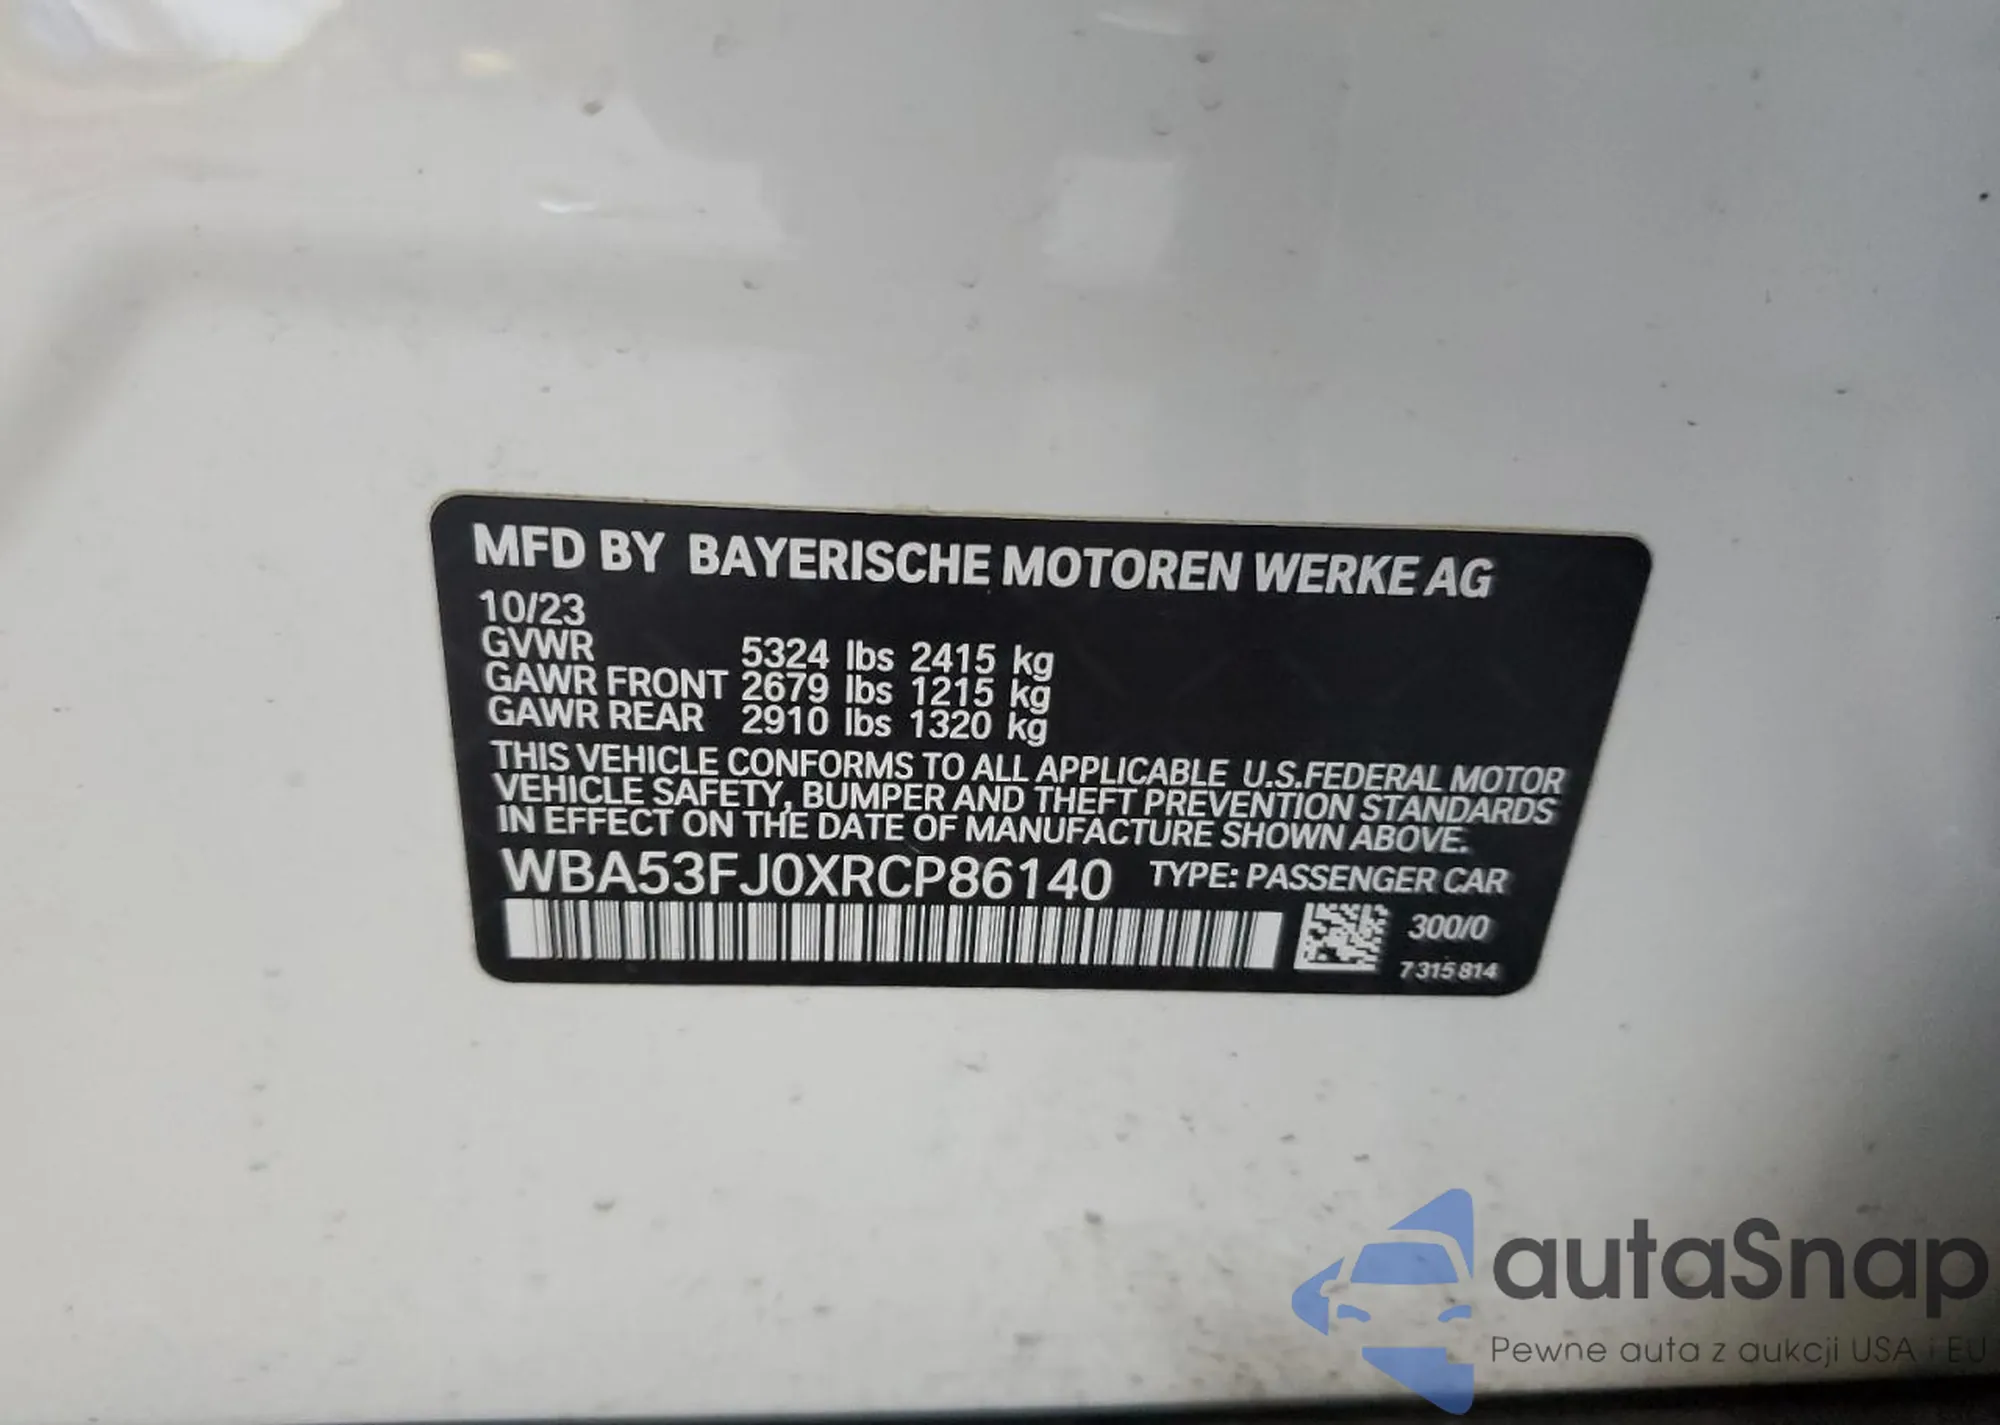 MFD BY BAYERISCHE MOTOREN WERKE AG
10/23
GVWR 5324 lbs 2415 kg
GAWR FRONT 2679 lbs 1215 kg
GAWR REAR 2910 lbs 1320 kg
THIS VEHICLE CONFORMS TO ALL APPLICABLE U.S.FEDERAL MOTOR
VEHICLE SAFETY, BUMPER AND THEFT PREVENTION STANDARDS
IN EFFECT ON THE DATE OF MANUFACTURE SHOWN ABOVE.
WBA53FJ0XRCP86140 TYPE: PASSENGER CAR
300/0
7 315 814
autaSnap
Pewne auta z aukcji USA i EU